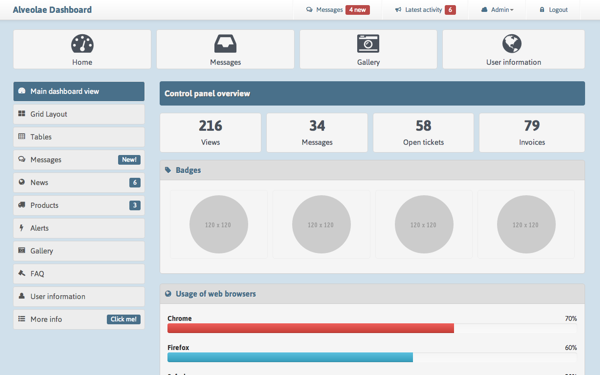 Alveolae Dashboard
Messages 4 new
Latest activity 6
Admin
Logout
Home
Messages
Gallery
User information
Main dashboard view
Grid Layout
Tables
Messages New!
News 6
Products 3
Alerts
Gallery
FAQ
User information
More info Click me!
Control panel overview
216
Views
34
Messages
58
Open tickets
79
Invoices
Badges
120 x 120
120 x 120
120 x 120
120 x 120
Usage of web browsers
Chrome 70%
Firefox 60%